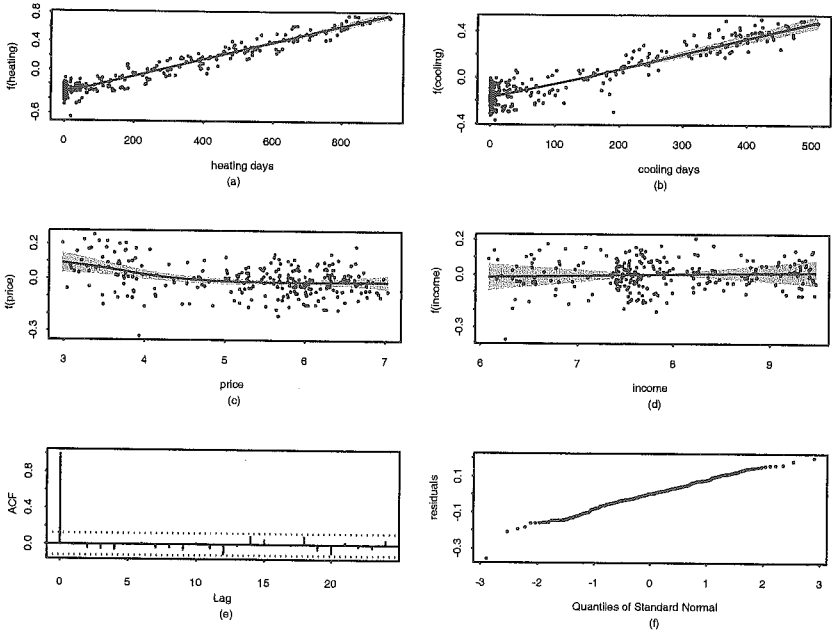 0.8
0.4
0.0
-0.6
f(heating)
0 200 400 600 800
heating days
(a)
0.4
0.0
-0.4
f(cooling)
0 100 200 300 400 500
cooling days
(b)
0.2
0.0
-0.3
f(price)
3 4 5 6 7
price
(c)
0.2
0.0
-0.3
f(income)
6 7 8 9
income
(d)
0.8
0.4
0.0
ACF
0 5 10 15 20
Lag
(e)
0.1
-0.1
-0.3
residuals
-3 -2 -1 0 1 2 3
Quantiles of Standard Normal
(f)